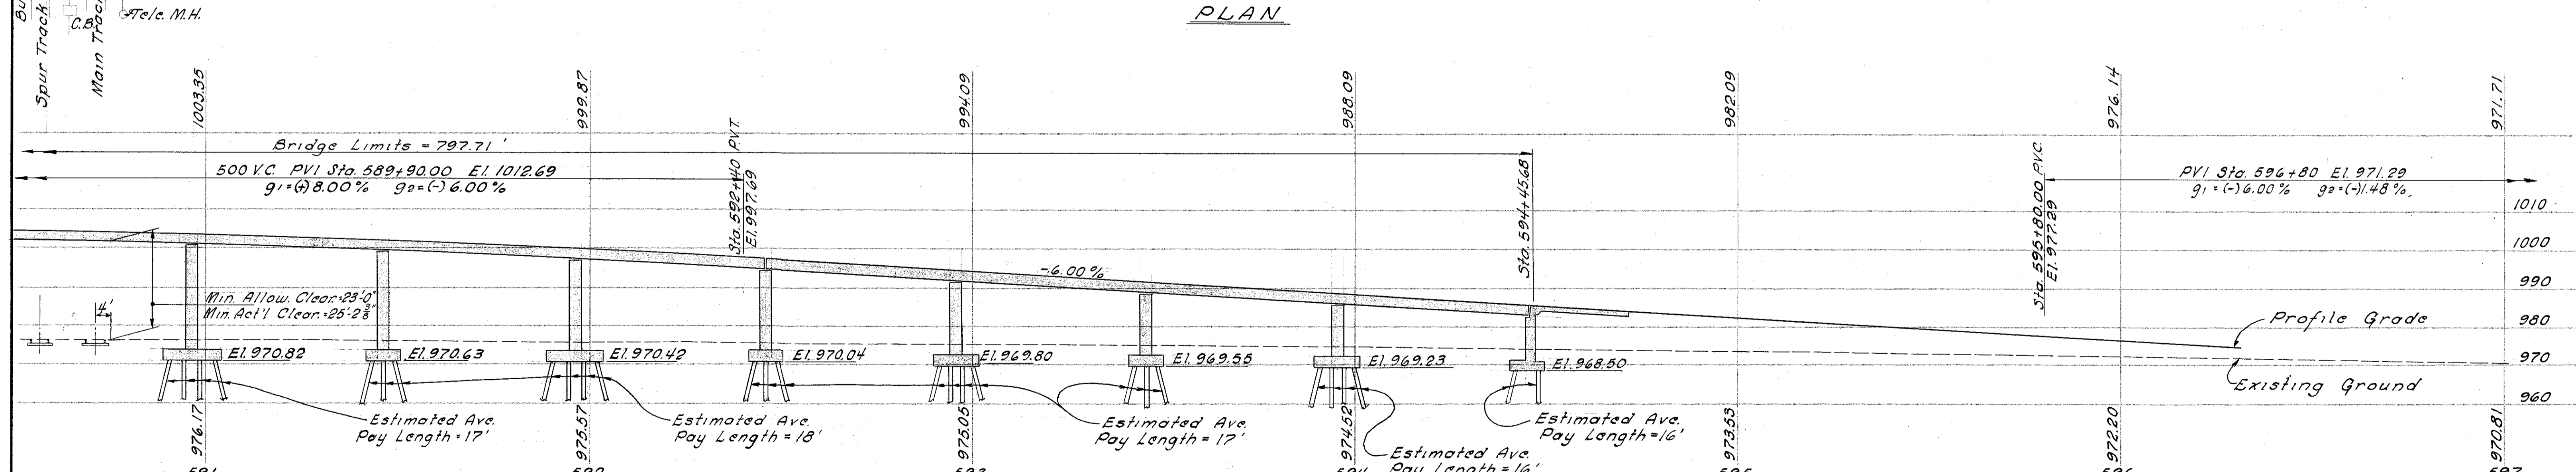 PLAN
Spur Track
C.B.
Main Track
Tele. M.H.
1003.35
999.87
994.09
988.09
982.09
976.14
971.71
Bridge Limits = 797.71'
500 V.C. PVI Sta. 589+90.00 El. 1012.69
g1=(+)8.00% g2=(-)6.00%
Sta. 592+40 P.V.T.
El. 997.69
Sta. 594+45.68
Sta. 595+80.00 P.V.C.
El. 977.29
PVI Sta. 596+80 El. 971.29
g1=(-)6.00% g2=(-)1.48%
1010
1000
990
980
970
960
-6.00%
4'
Min. Allow. Clear.=23'-0"
Min. Act'l Clear.=25'-2⅜"
Profile Grade
Existing Ground
El. 970.82
El. 970.63
El. 970.42
El. 970.04
El. 969.80
El. 969.55
El. 969.23
El. 968.50
Estimated Ave.
Pay Length = 17'
Estimated Ave.
Pay Length = 18'
Estimated Ave.
Pay Length = 17'
Estimated Ave.
Pay Length = 16'
Estimated Ave.
Pay Length=16'
976.17
975.57
975.05
974.52
973.53
972.20
970.81